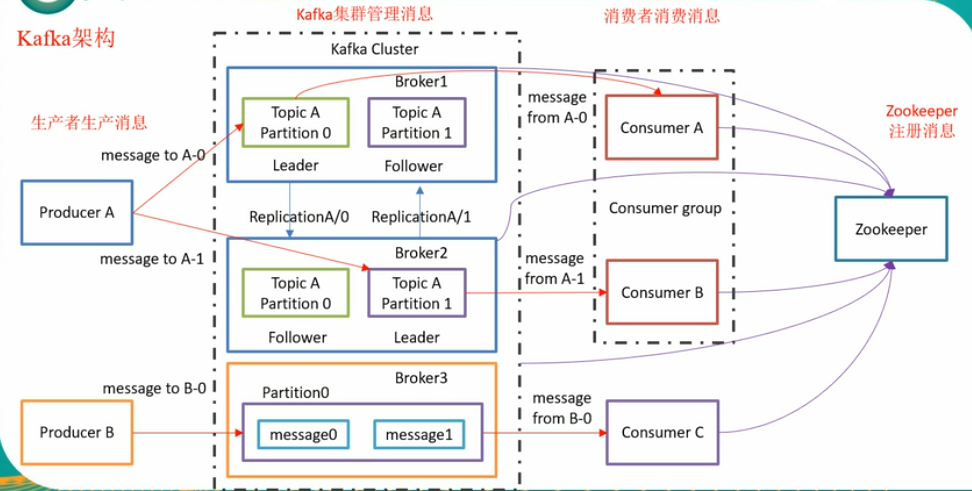 Kafka架构
Kafka集群管理消息
消费者消费消息
Kafka Cluster
生产者生产消息
Zookeeper
注册消息
Broker1
Topic A
Partition 0
Topic A
Partition 1
Leader
Follower
message
from A-0
Consumer A
message to A-0
Producer A
ReplicationA/0
ReplicationA/1
Consumer group
Zookeeper
message to A-1
Broker2
Topic A
Partition 0
Topic A
Partition 1
Follower
Leader
message
from A-1
Consumer B
message to B-0
Producer B
Broker3
Partition0
message0
message1
message
from B-0
Consumer C